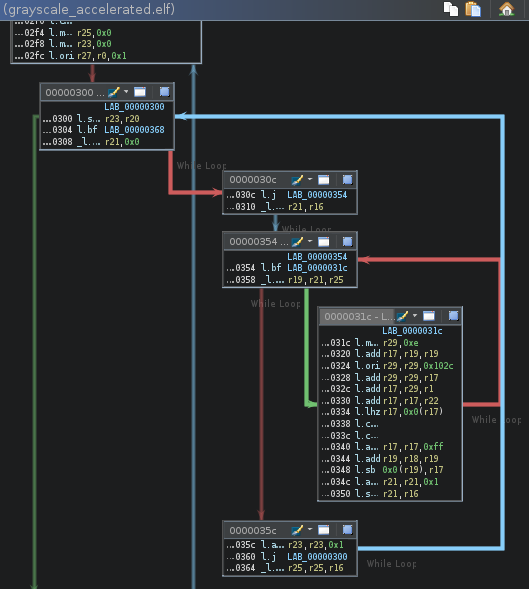 (grayscale_accelerated.elf)
...02f4 l.m... r25,0x0
...02f8 l.m... r23,0x0
...02fc l.ori r27,r0,0x1
00000300 ...
LAB_00000300
...0300 l.s... r23,r20
...0304 l.bf LAB_00000368
...0308 _l.... r21,0x0
While Loop
0000030c
...030c l.j LAB_00000354
...0310 _l.... r21,r16
While Loop
00000354 ...
LAB_00000354
...0354 l.bf LAB_0000031c
...0358 _l.... r19,r21,r25
While Loop
0000031c - L...
LAB_0000031c
...031c l.m... r29,0xe
...0320 l.add r17,r19,r19
...0324 l.ori r29,r29,0x102c
...0328 l.add r29,r29,r17
...032c l.add r17,r29,r1
...0330 l.add r17,r17,r22
...0334 l.lhz r17,0x0(r17)
...0338 l.c...
...033c l.c...
...0340 l.a... r17,r17,0xff
...0344 l.add r19,r18,r19
...0348 l.sb 0x0(r19),r17
...034c l.a... r21,r21,0x1
...0350 l.s... r21,r16
While Loop
0000035c
...035c l.a... r23,r23,0x1
...0360 l.j LAB_00000300
...0364 _l.... r25,r25,r16
While Loop